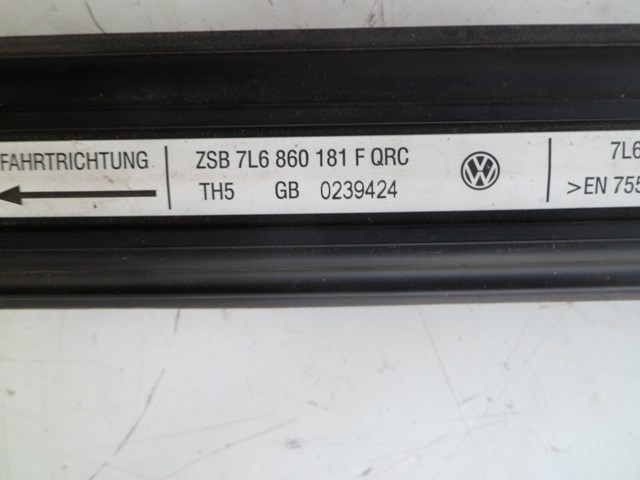 FAHRTRICHTUNG
ZSB 7L6 860 181 F QRC
TH5 GB 0239424
7L6
>EN 755